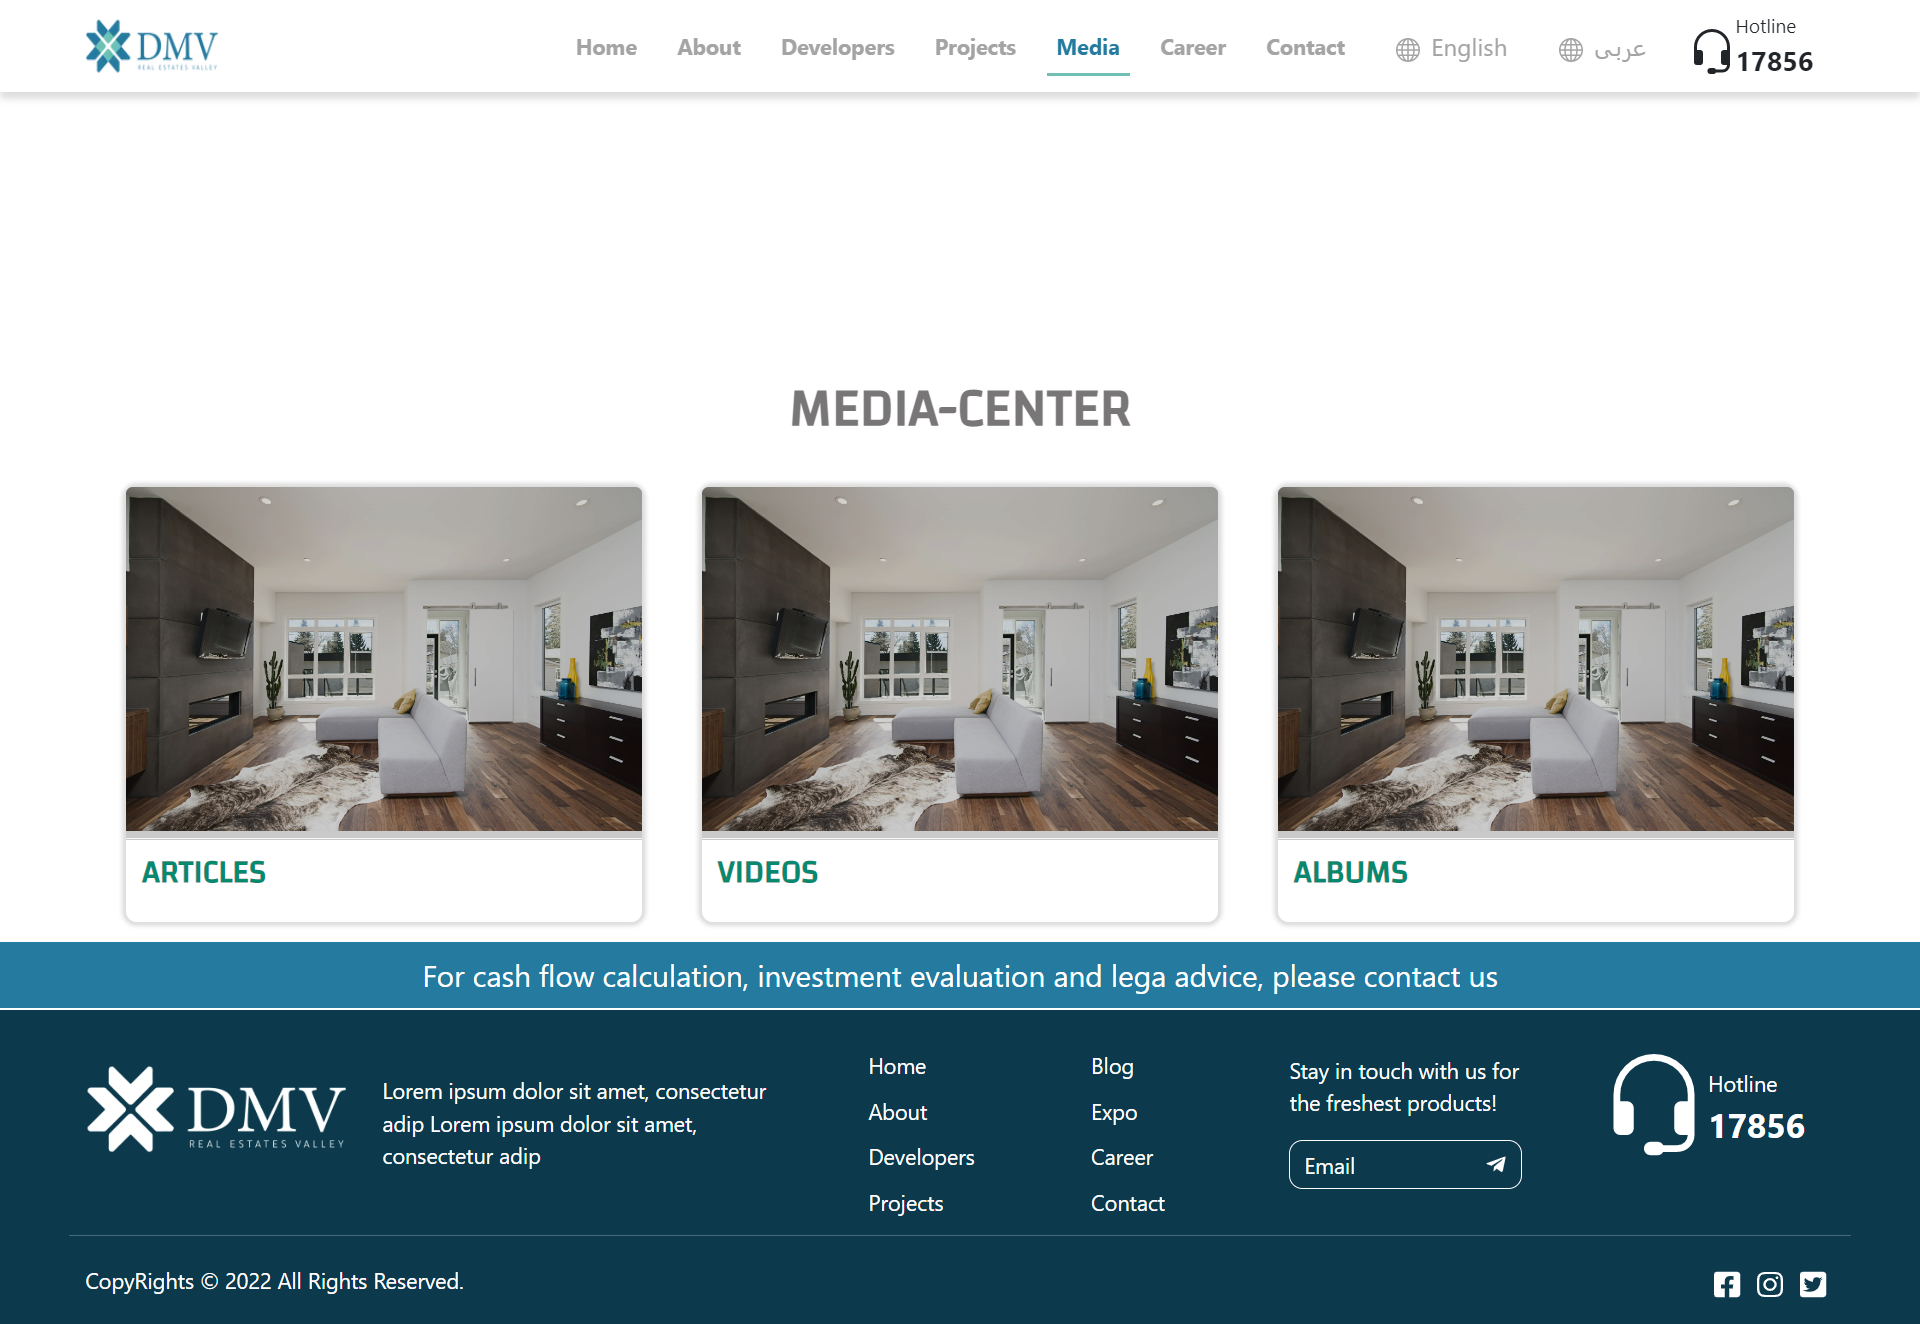 DMV
REAL ESTATES VALLEY
Home
About
Developers
Projects
Media
Career
Contact
English
عربى
Hotline
17856
MEDIA-CENTER
ARTICLES
VIDEOS
ALBUMS
For cash flow calculation, investment evaluation and lega advice, please contact us
DMV
REAL ESTATES VALLEY
Lorem ipsum dolor sit amet, consectetur
adip Lorem ipsum dolor sit amet,
consectetur adip
Home
About
Developers
Projects
Blog
Expo
Career
Contact
Stay in touch with us for
the freshest products!
Email
Hotline
17856
CopyRights © 2022 All Rights Reserved.